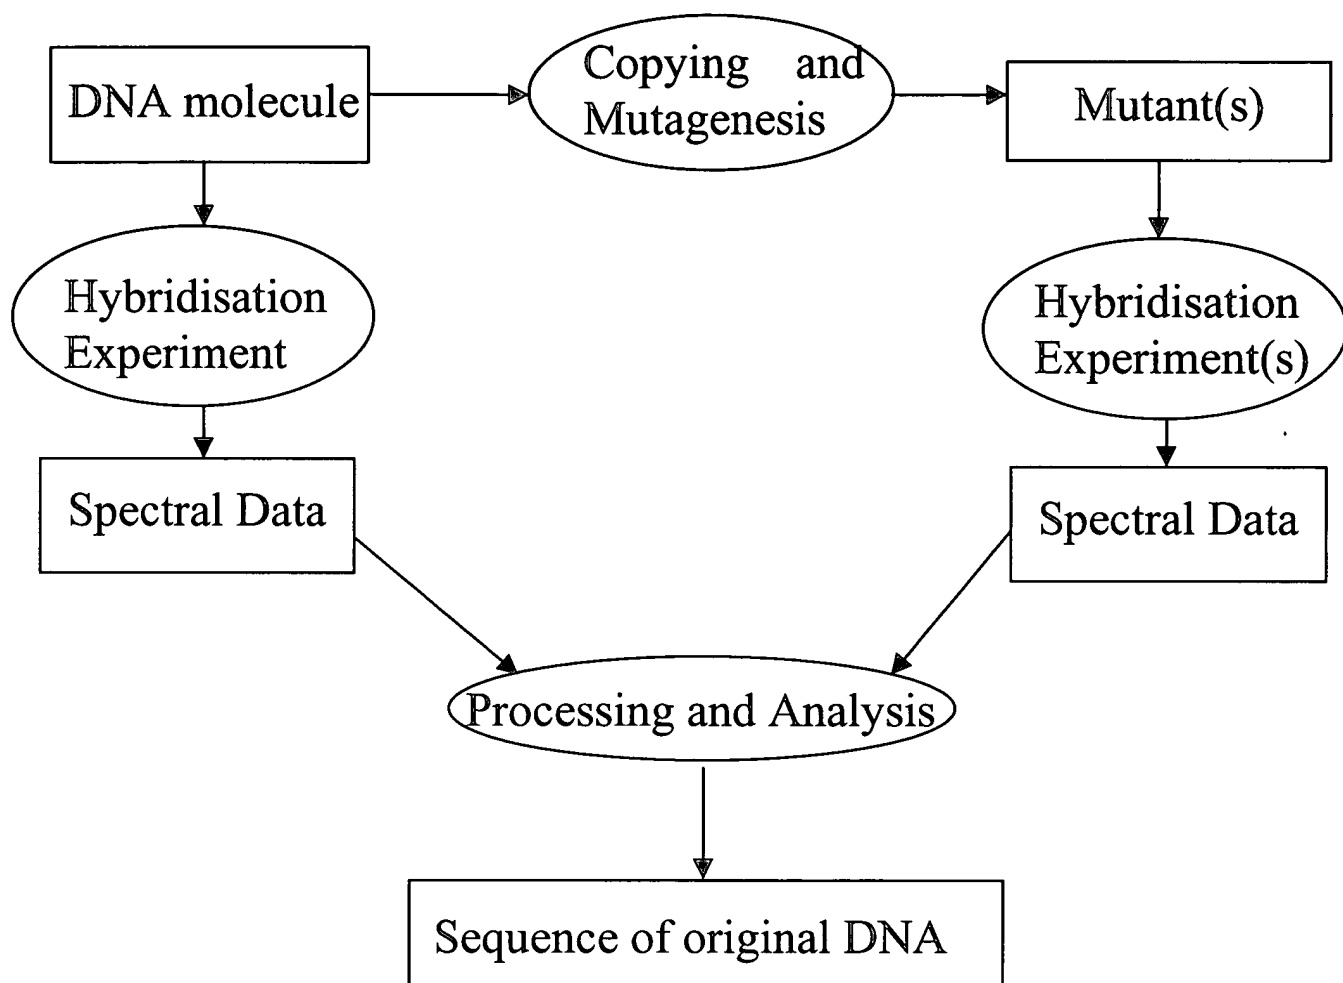 DNA molecule
Copying and
Mutagenesis
Mutant(s)
Hybridisation
Experiment
Hybridisation
Experiment(s)
Spectral Data
Spectral Data
Processing and Analysis
Sequence of original DNA